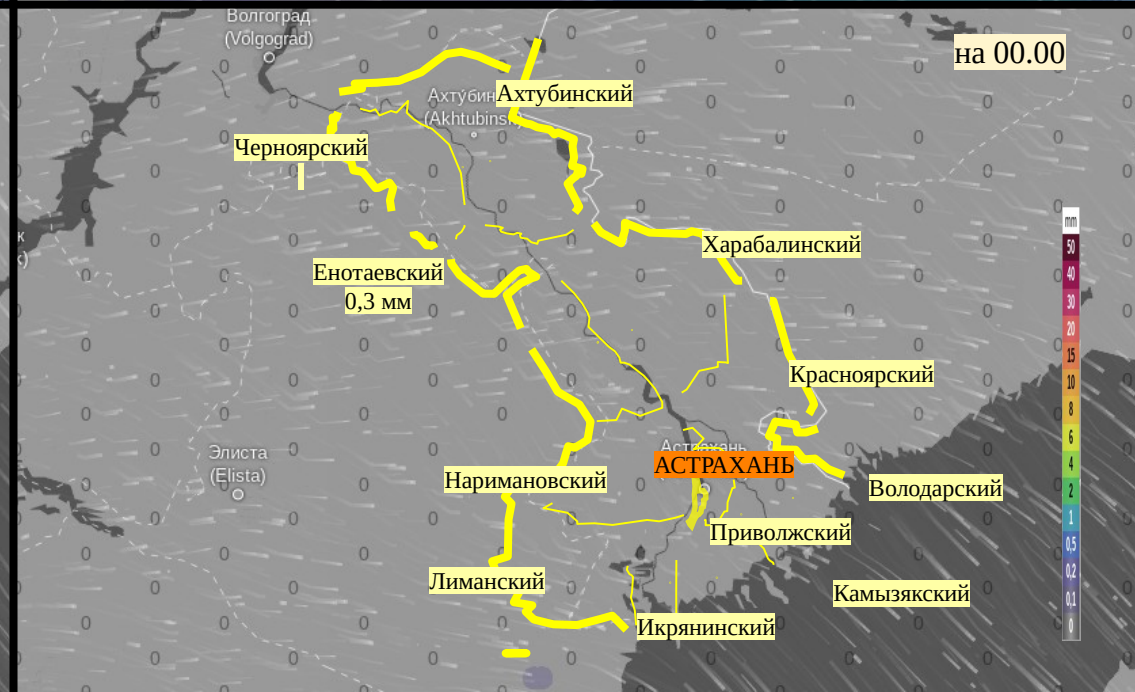 Волгоград
(Volgograd)
на 00.00
Ахтубинский
(Akhtubinsk)
Черноярский
Харабалинский
Енотаевский
0,3 мм
Красноярский
Элиста
(Elista)
Астрахань
АСТРАХАНЬ
Наримановский
Володарский
Приволжский
Лиманский
Камызякский
Икрянинский
mm
50
40
30
20
15
10
8
6
4
2
1
0,5
0,2
0,1
0